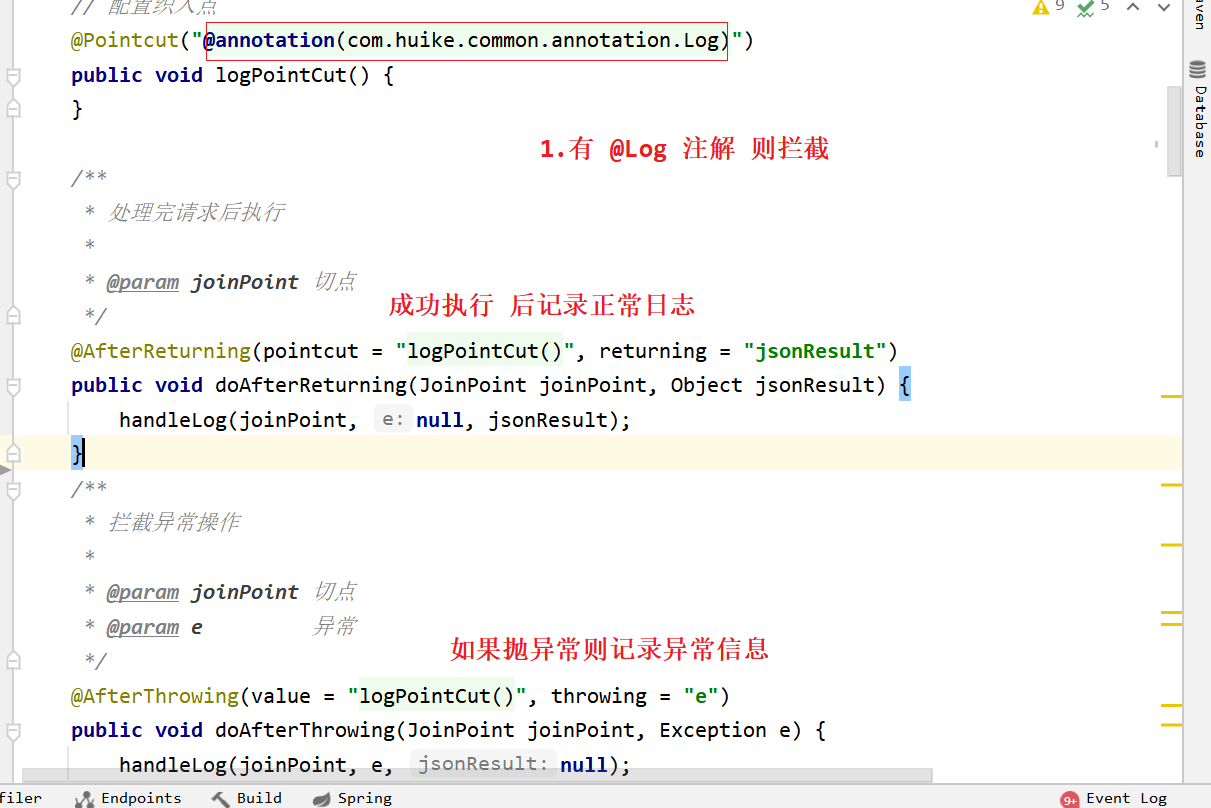 // 配置织入点
9
5
@Pointcut("@annotation(com.huike.common.annotation.Log)")
public void logPointCut() {
}
1.有 @Log 注解 则拦截
/**
* 处理完请求后执行
*
* @param joinPoint 切点
*/
成功执行 后记录正常日志
@AfterReturning(pointcut = "logPointCut()", returning = "jsonResult")
public void doAfterReturning(JoinPoint joinPoint, Object jsonResult) {
handleLog(joinPoint, e: null, jsonResult);
}
/**
* 拦截异常操作
*
* @param joinPoint 切点
* @param e 异常
*/
如果抛异常则记录异常信息
@AfterThrowing(value = "logPointCut()", throwing = "e")
public void doAfterThrowing(JoinPoint joinPoint, Exception e) {
handleLog(joinPoint, e, jsonResult: null);
filer
Endpoints
Build
Spring
9+
Event Log
aven
Database